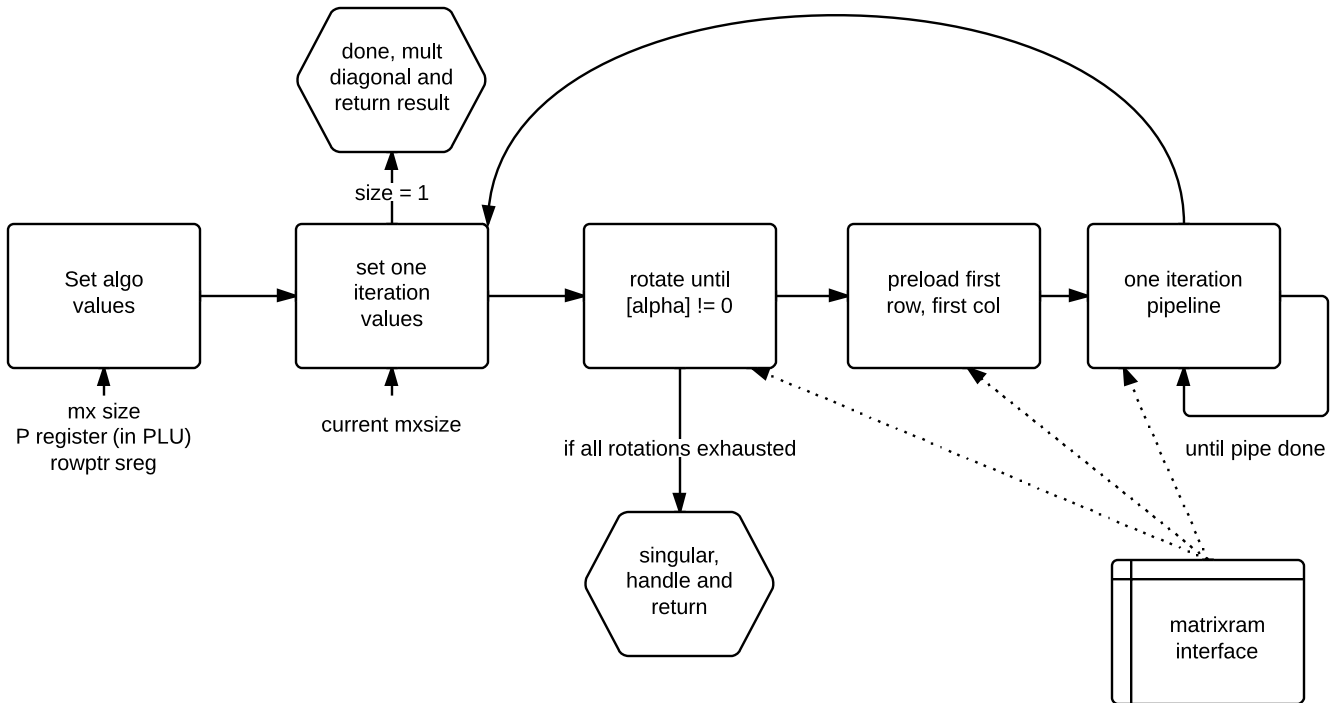 done, mult
diagonal and
return result
size = 1
Set algo
values
set one
iteration
values
rotate until
[alpha] != 0
preload first
row, first col
one iteration
pipeline
mx size
P register (in PLU)
rowptr sreg
current mxsize
if all rotations exhausted
until pipe done
singular,
handle and
return
matrixram
interface